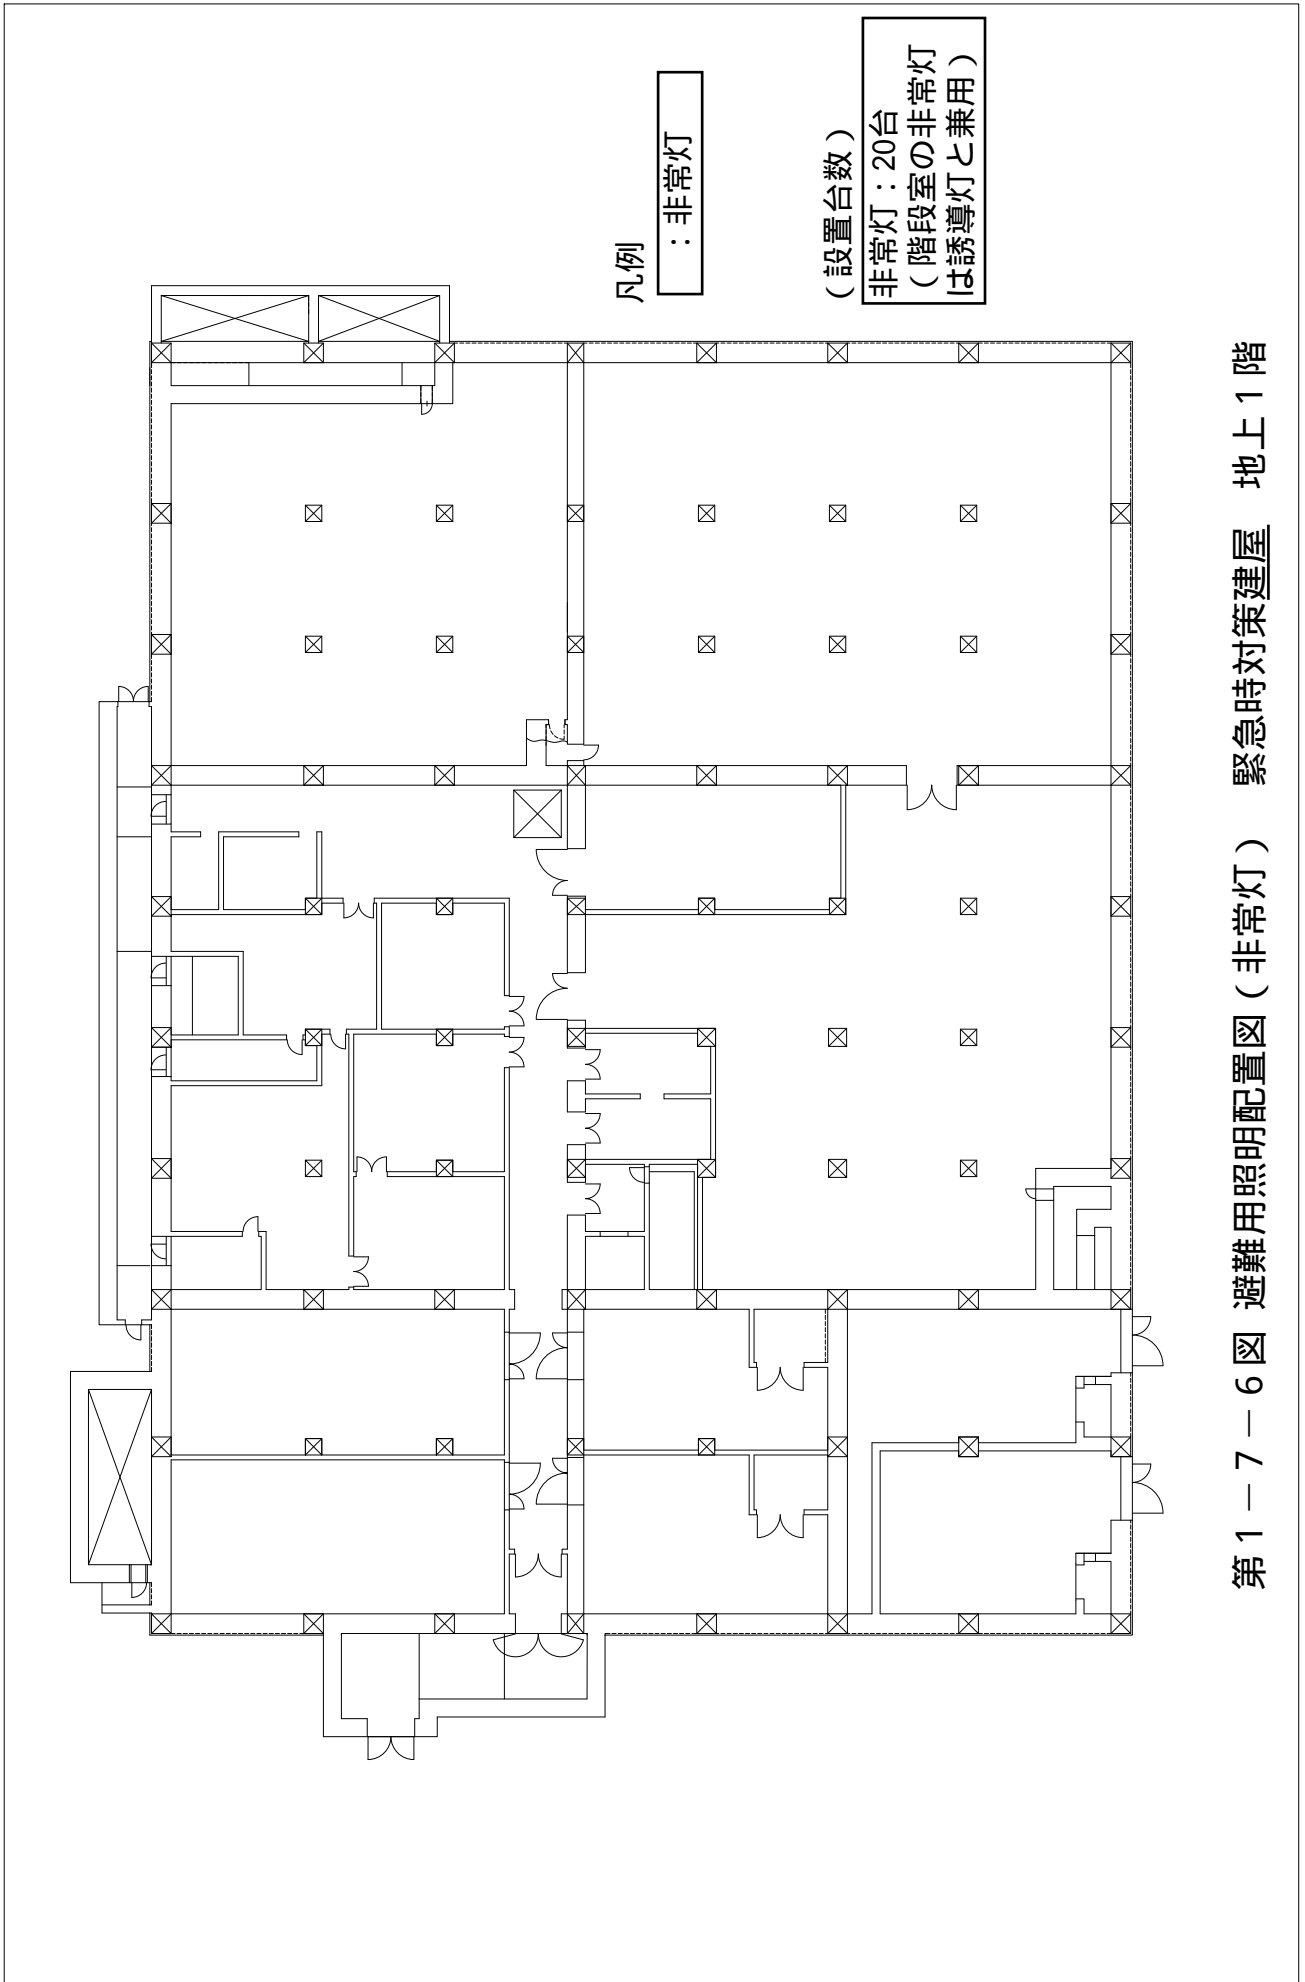 凡例
：非常灯
（設置台数）
非常灯：20台
（階段室の非常灯
は誘導灯と兼用）
第１－７－６図 避難用照明配置図（非常灯） 緊急時対策建屋 地上１階